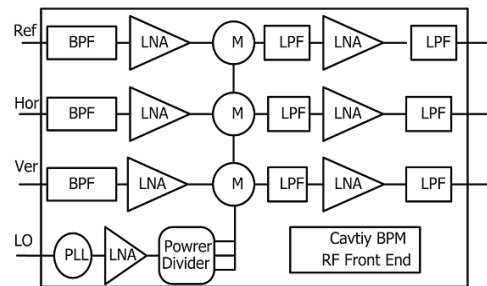 Ref BPF LNA M LPF LNA LPF
Hor BPF LNA M LPF LNA LPF
Ver BPF LNA M LPF LNA LPF
LO PLL LNA Powrer
Divider
Cavtiy BPM
RF Front End